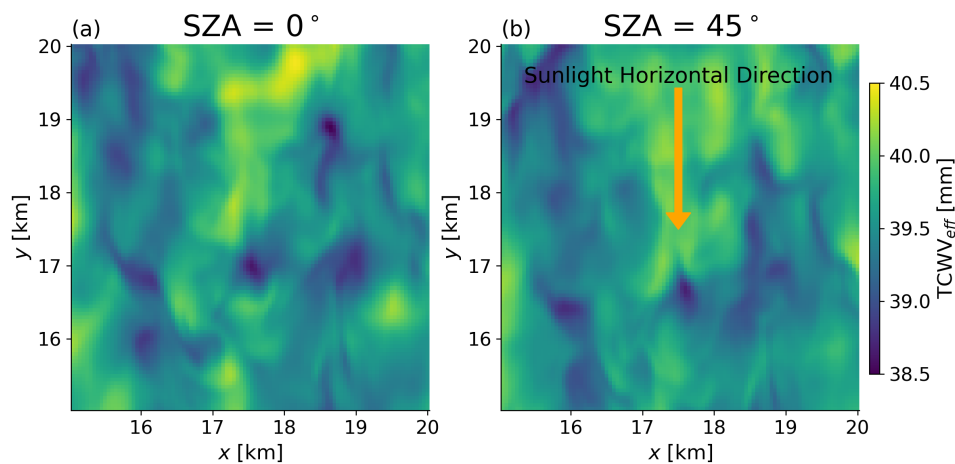 (a) SZA = 0°
(b) SZA = 45°
Sunlight Horizontal Direction
20
19
18
17
16
y [km]
16 17 18 19 20
x [km]
20
19
18
17
16
y [km]
16 17 18 19 20
x [km]
40.5
40.0
39.5
39.0
38.5
TCWVeff [mm]